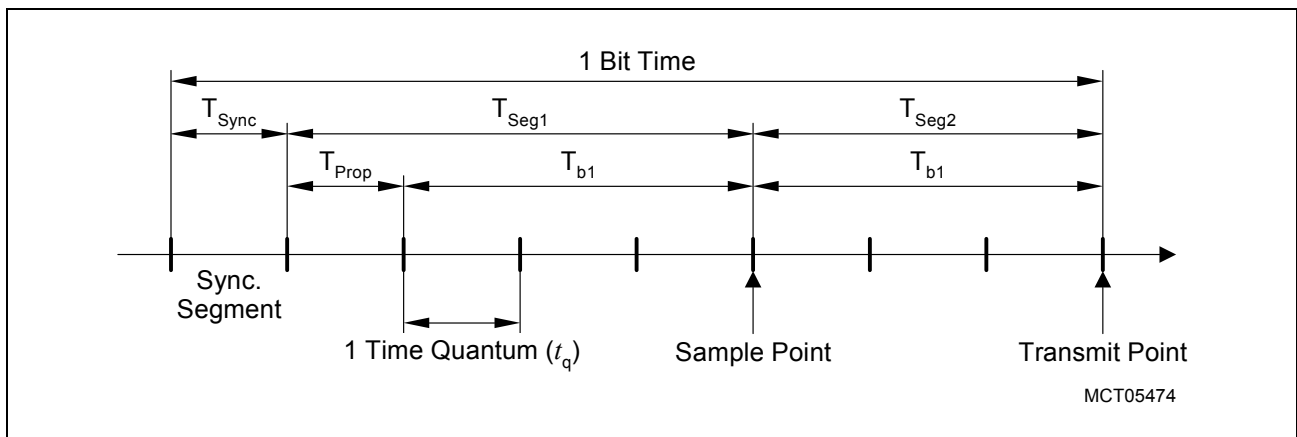 1 Bit Time
T_Sync T_Seg1 T_Seg2
T_Prop T_b1 T_b1
Sync.
Segment
1 Time Quantum (t_q) Sample Point Transmit Point
MCT05474